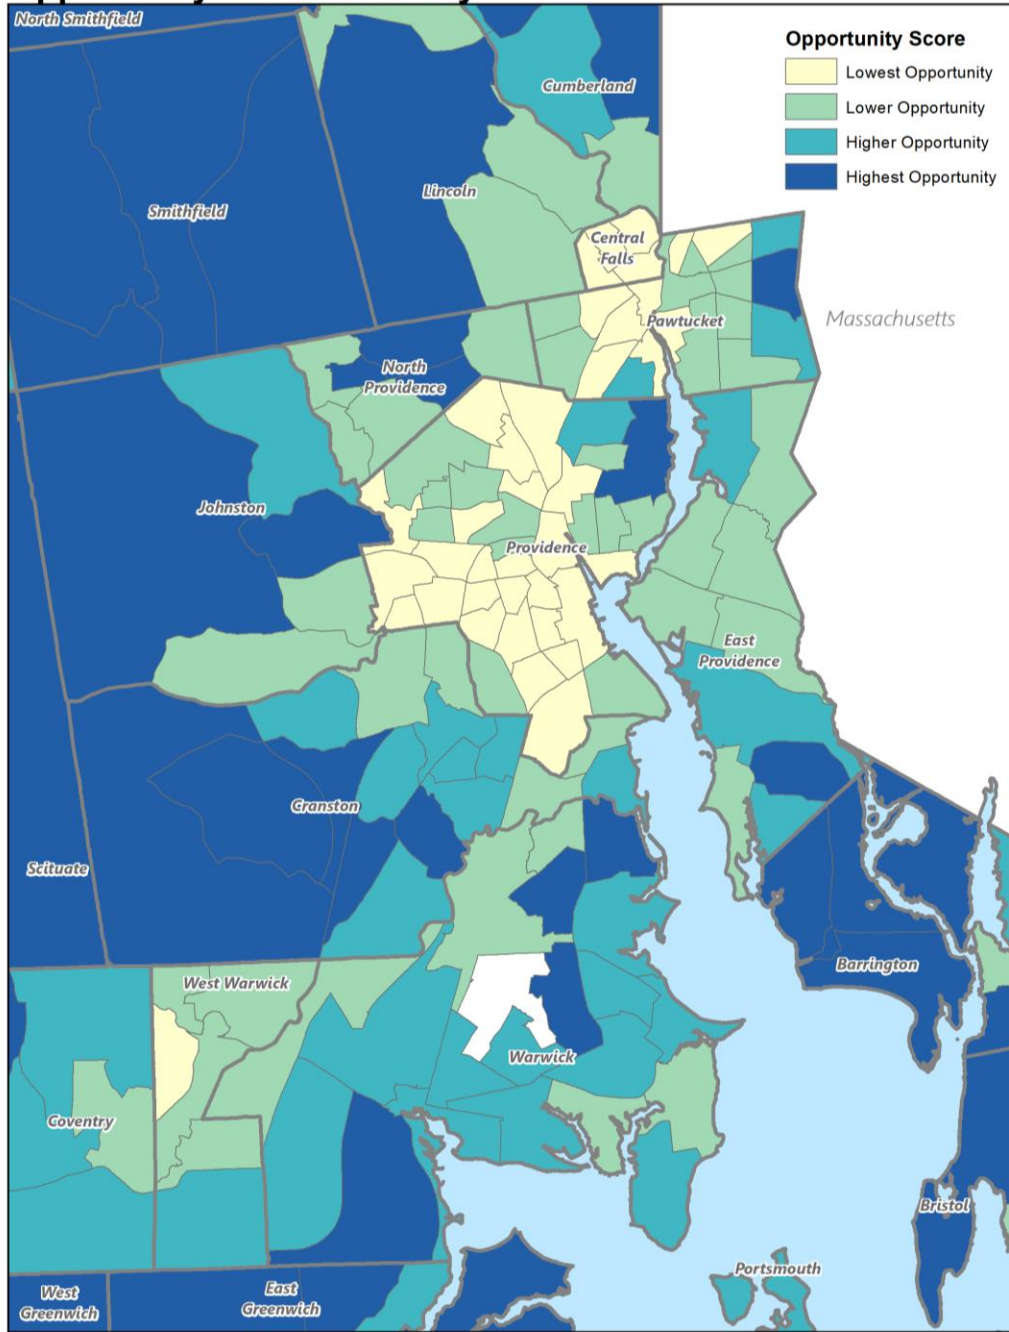 North Smithfield
Opportunity Score
Lowest Opportunity
Lower Opportunity
Higher Opportunity
Highest Opportunity
Cumberland
Lincoln
Smithfield
Central
Falls
Massachusetts
Pawtucket
North
Providence
Johnston
Providence
East
Providence
Cranston
Scituate
Barrington
West Warwick
Warwick
Coventry
Bristol
Portsmouth
West
Greenwich
East
Greenwich